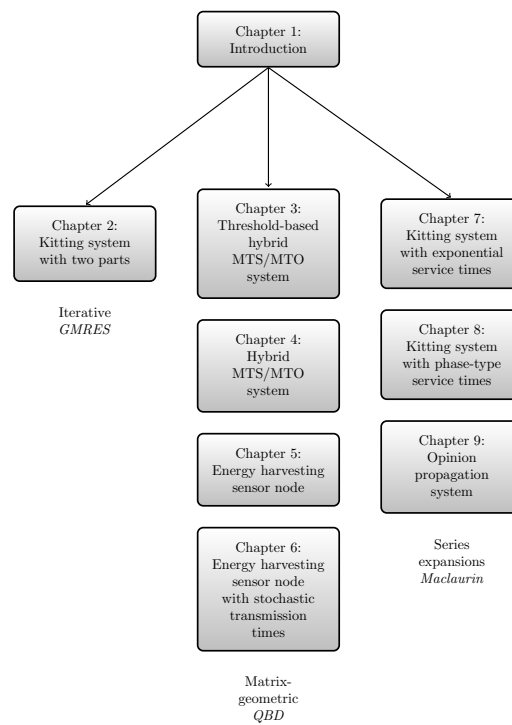 Chapter 1:
Introduction
Chapter 2:
Kitting system
with two parts
Iterative
GMRES
Chapter 3:
Threshold-based
hybrid
MTS/MTO
system
Chapter 4:
Hybrid
MTS/MTO
system
Chapter 5:
Energy harvesting
sensor node
Chapter 6:
Energy harvesting
sensor node
with stochastic
transmission
times
Matrix-
geometric
QBD
Chapter 7:
Kitting system
with exponential
service times
Chapter 8:
Kitting system
with phase-type
service times
Chapter 9:
Opinion
propagation
system
Series
expansions
Maclaurin